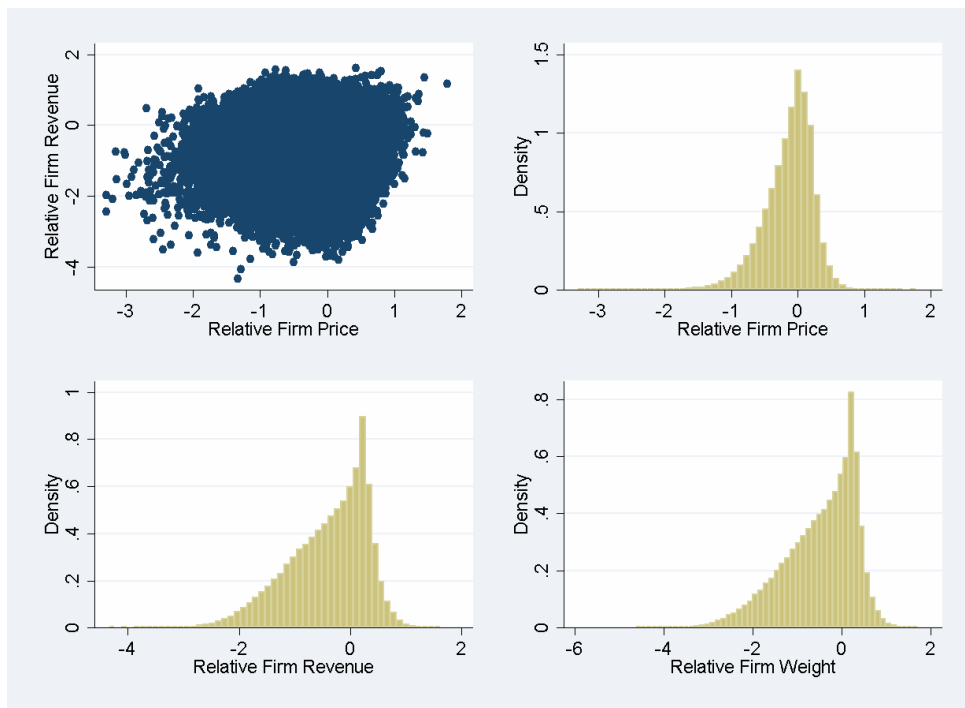 2
0
-2
-4
Relative Firm Revenue
-3 -2 -1 0 1 2
Relative Firm Price
1.5
1
.5
0
Density
-3 -2 -1 0 1 2
Relative Firm Price
1
.8
.6
.4
.2
0
Density
-4 -2 0 2
Relative Firm Revenue
.8
.6
.4
.2
0
Density
-6 -4 -2 0 2
Relative Firm Weight